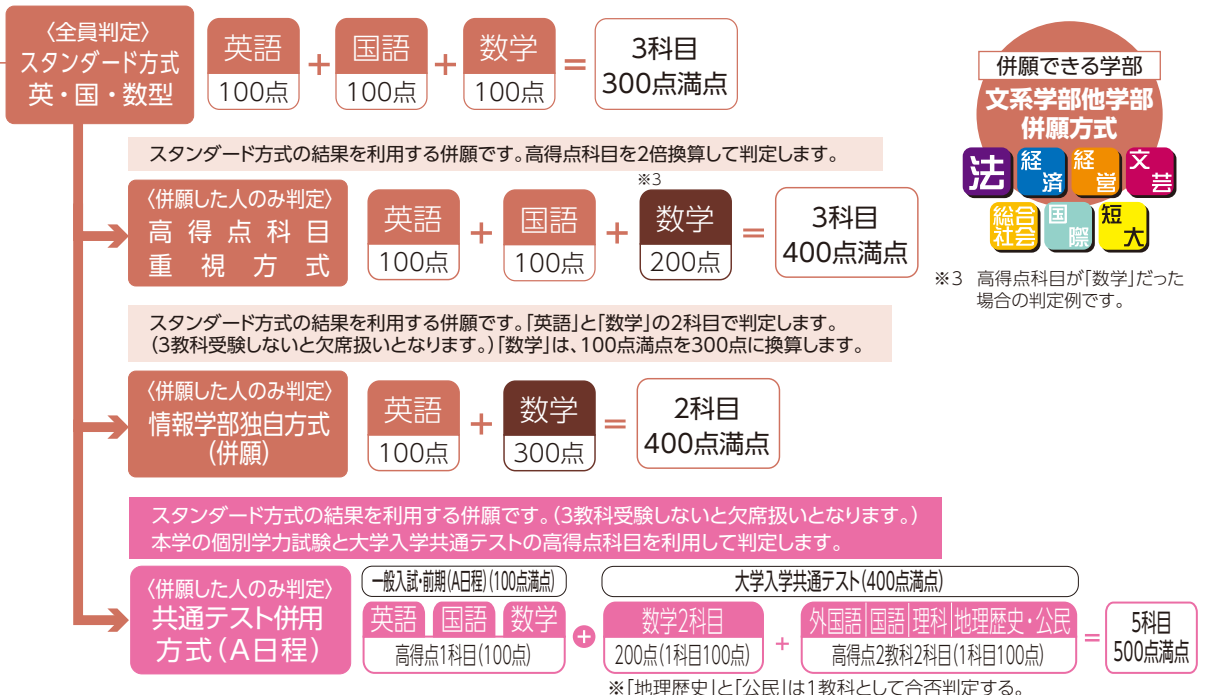 〈全員判定〉
スタンダード方式
英・国・数型
英語
100点
+
国語
100点
+
数学
100点
=
3科目
300点満点
併願できる学部
文系学部他学部
併願方式
法
経済
経営
文芸
総合社会
国際
短大
※3 高得点科目が「数学」だった
場合の判定例です。
スタンダード方式の結果を利用する併願です。高得点科目を2倍換算して判定します。
〈併願した人のみ判定〉
高得点科目
重視方式
英語
100点
+
国語
100点
+
※3
数学
200点
=
3科目
400点満点
スタンダード方式の結果を利用する併願です。「英語」と「数学」の2科目で判定します。
(3教科受験しないと欠席扱いとなります。)「数学」は、100点満点を300点に換算します。
〈併願した人のみ判定〉
情報学部独自方式
(併願)
英語
100点
+
数学
300点
=
2科目
400点満点
スタンダード方式の結果を利用する併願です。(3教科受験しないと欠席扱いとなります。)
本学の個別学力試験と大学入学共通テストの高得点科目を利用して判定します。
〈併願した人のみ判定〉
共通テスト併用
方式(A日程)
一般入試・前期(A日程)(100点満点)
英語 国語 数学
高得点1科目(100点)
+
大学入学共通テスト(400点満点)
数学2科目
200点(1科目100点)
+
外国語|国語|理科|地理歴史・公民
高得点2教科2科目(1科目100点)
=
5科目
500点満点
※「地理歴史」と「公民」は1教科として合否判定する。